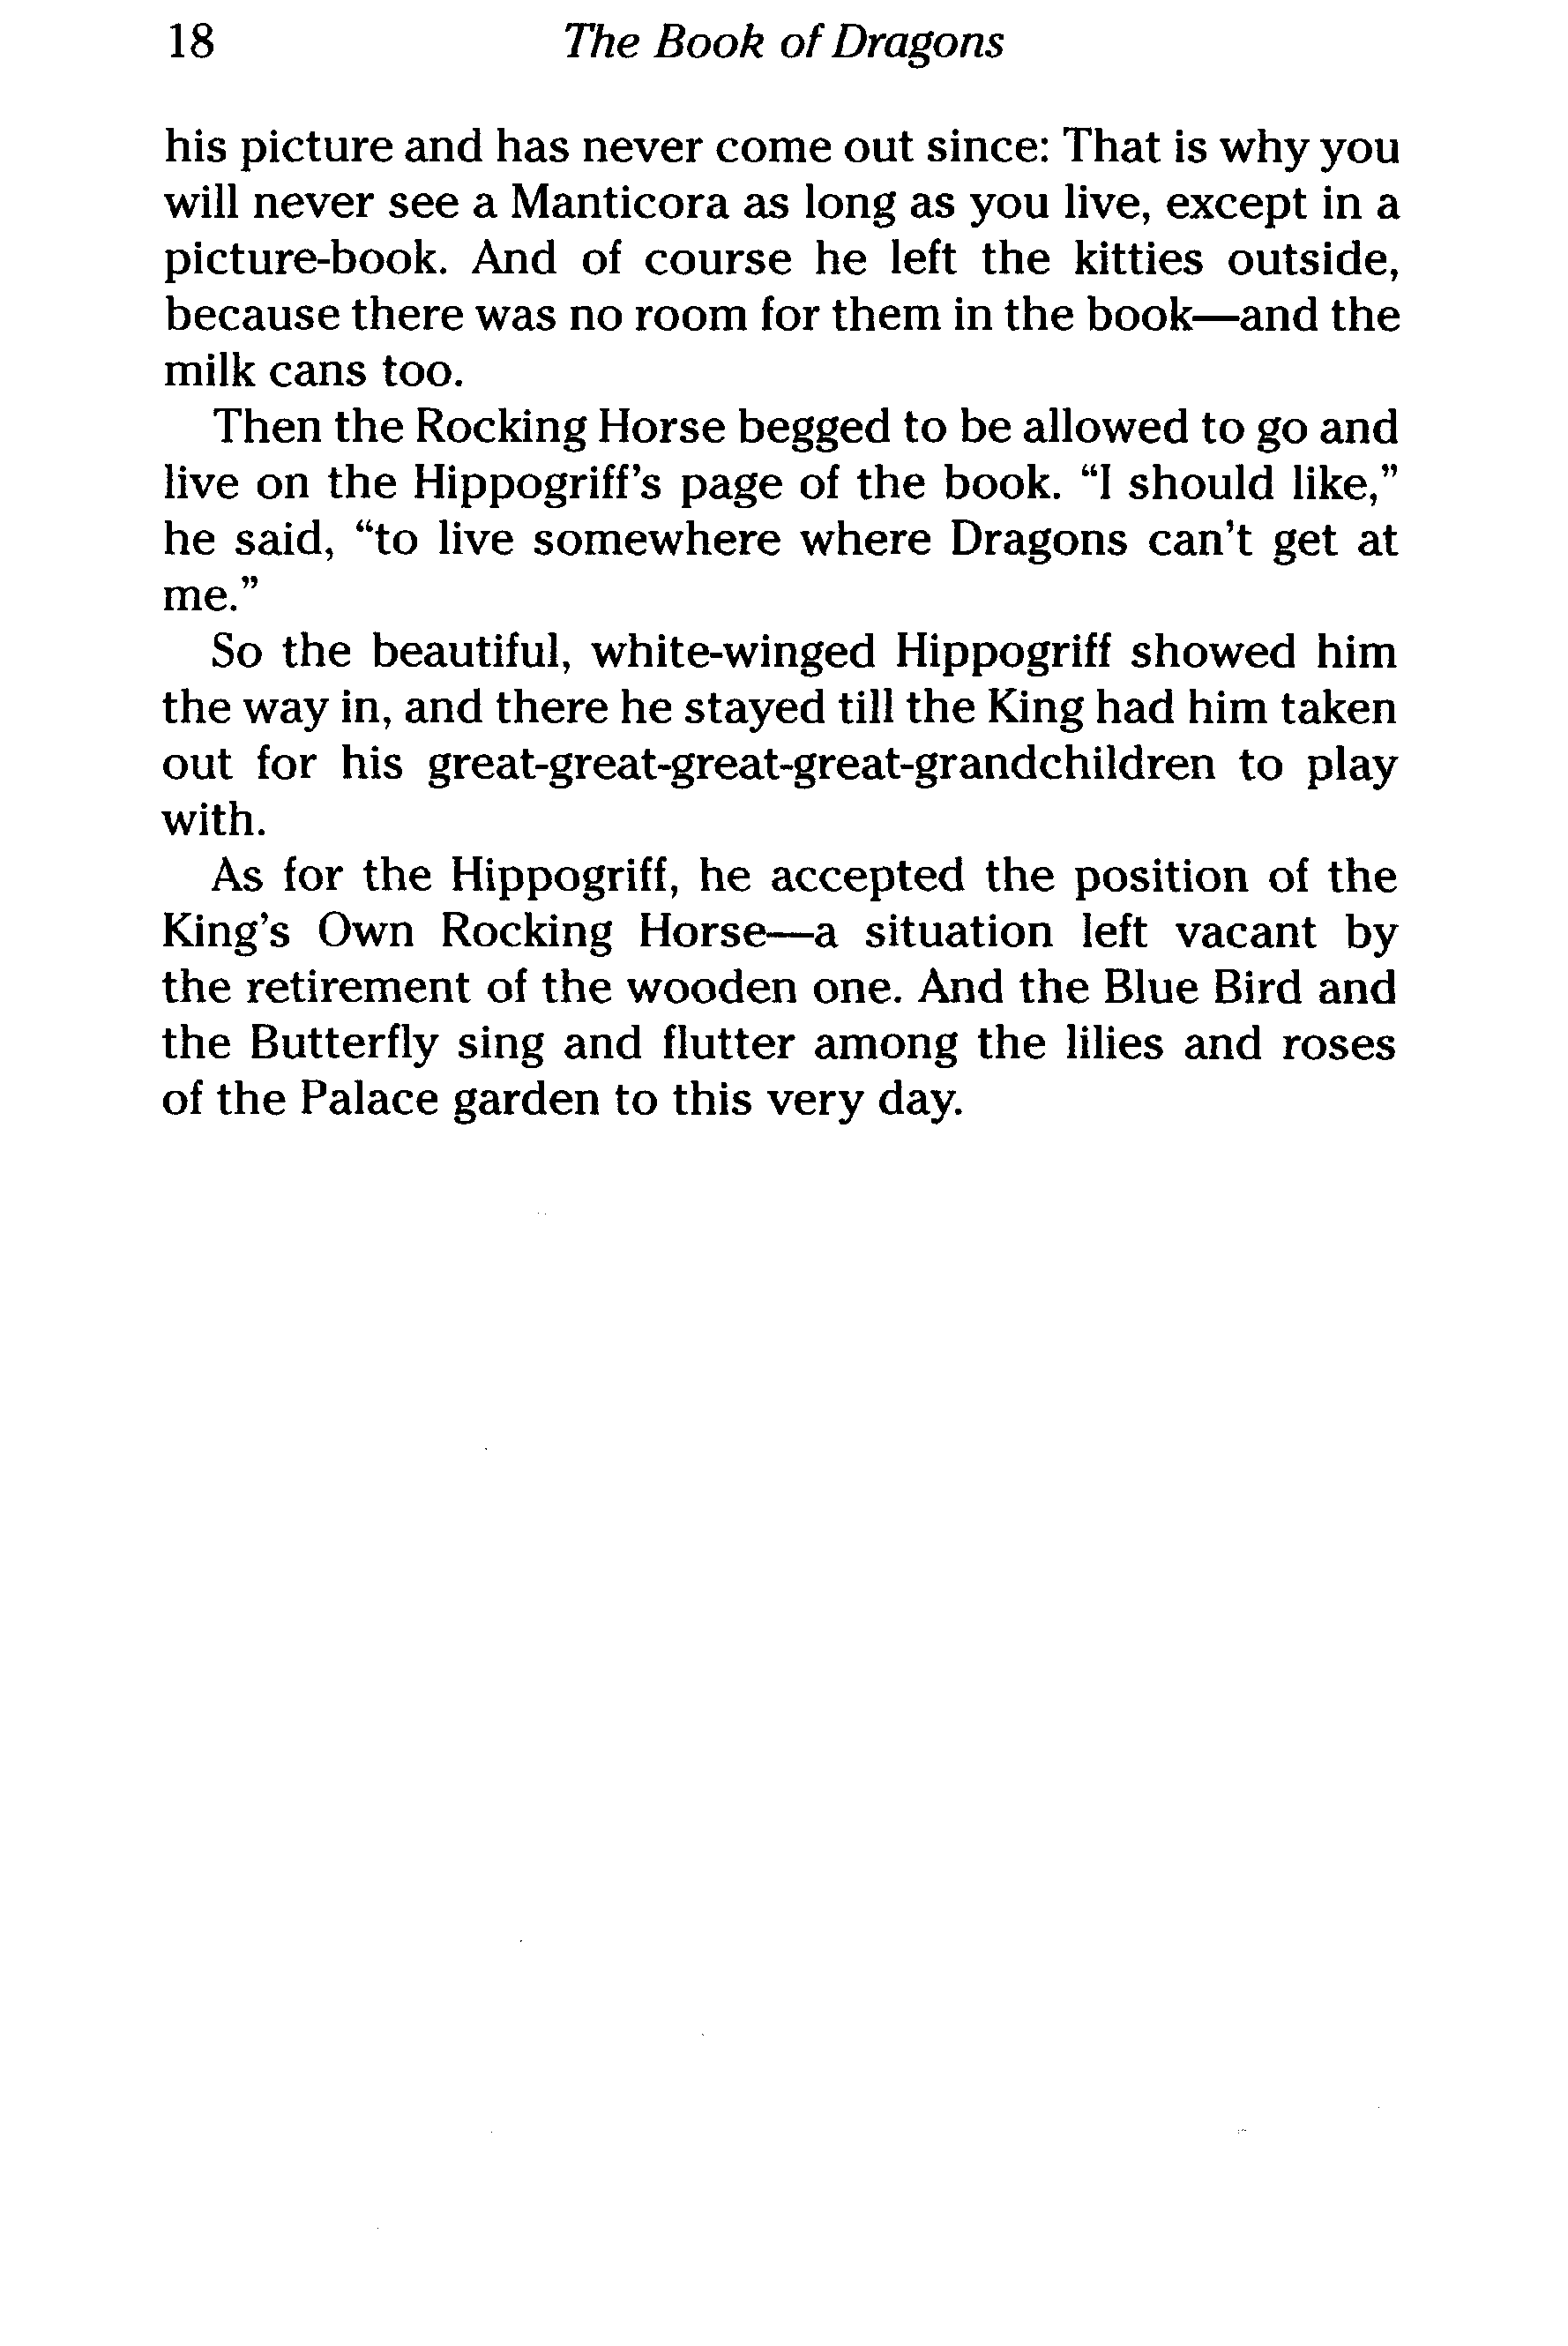 18 The Book of Dragons
his picture and has never come out since: That is why you
will never see a Manticora as long as you live, except in a
picture-book. And of course he left the kitties outside,
because there was no room for them in the book—and the
milk cans too.
Then the Rocking Horse begged to be allowed to go and
live on the Hippogriff's page of the book. “I should like,”
he said, “to live somewhere where Dragons can't get at
me.”
So the beautiful, white-winged Hippogriff showed him
the way in, and there he stayed till the King had him taken
out for his great-great-great-great-grandchildren to play
with.
As for the Hippogriff, he accepted the position of the
King's Own Rocking Horse—a situation left vacant by
the retirement of the wooden one. And the Blue Bird and
the Butterfly sing and flutter among the lilies and roses
of the Palace garden to this very day.